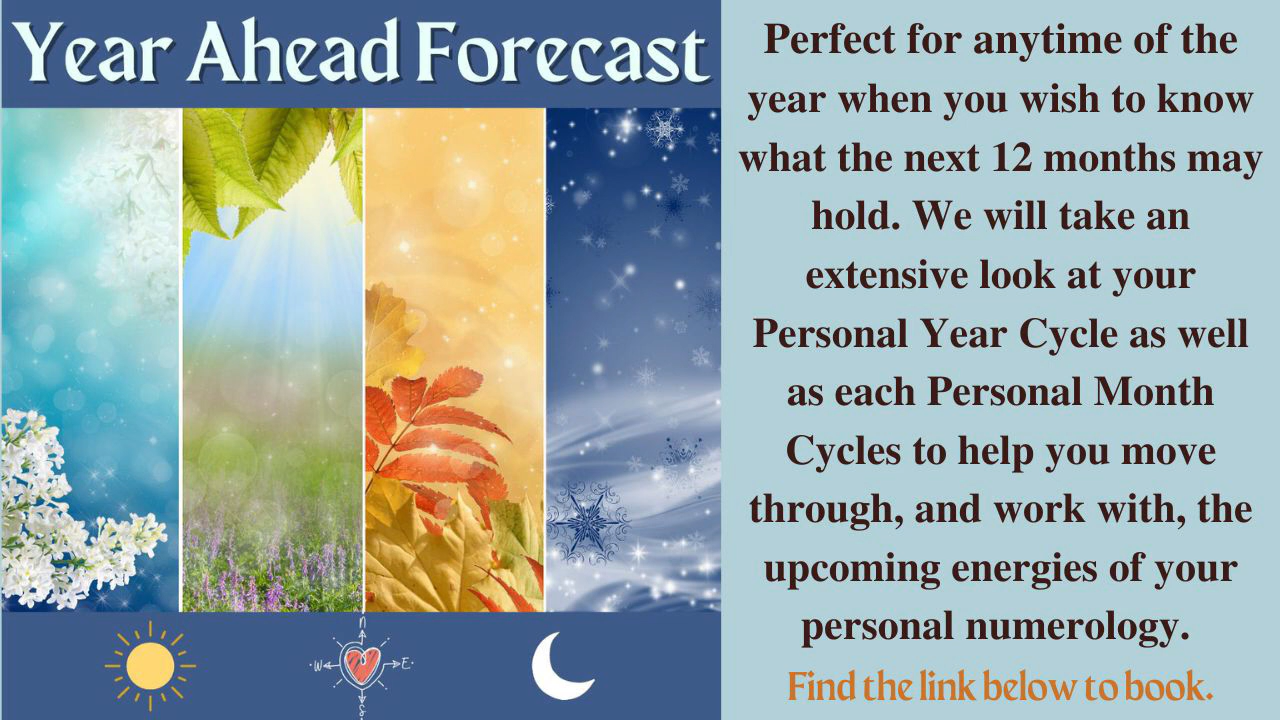 Year Ahead Forecast
Perfect for anytime of the
year when you wish to know
what the next 12 months may
hold. We will take an
extensive look at your
Personal Year Cycle as well
as each Personal Month
Cycles to help you move
through, and work with, the
upcoming energies of your
personal numerology.
Find the link below to book.
n
W E
s